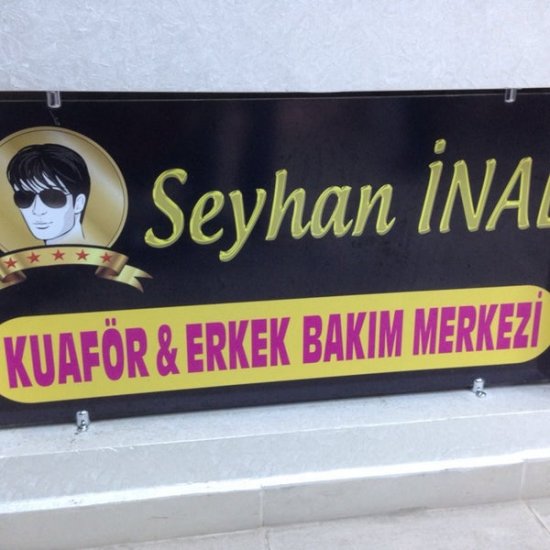 Seyhan İNAL
KUAFÖR & ERKEK BAKIM MERKEZİ